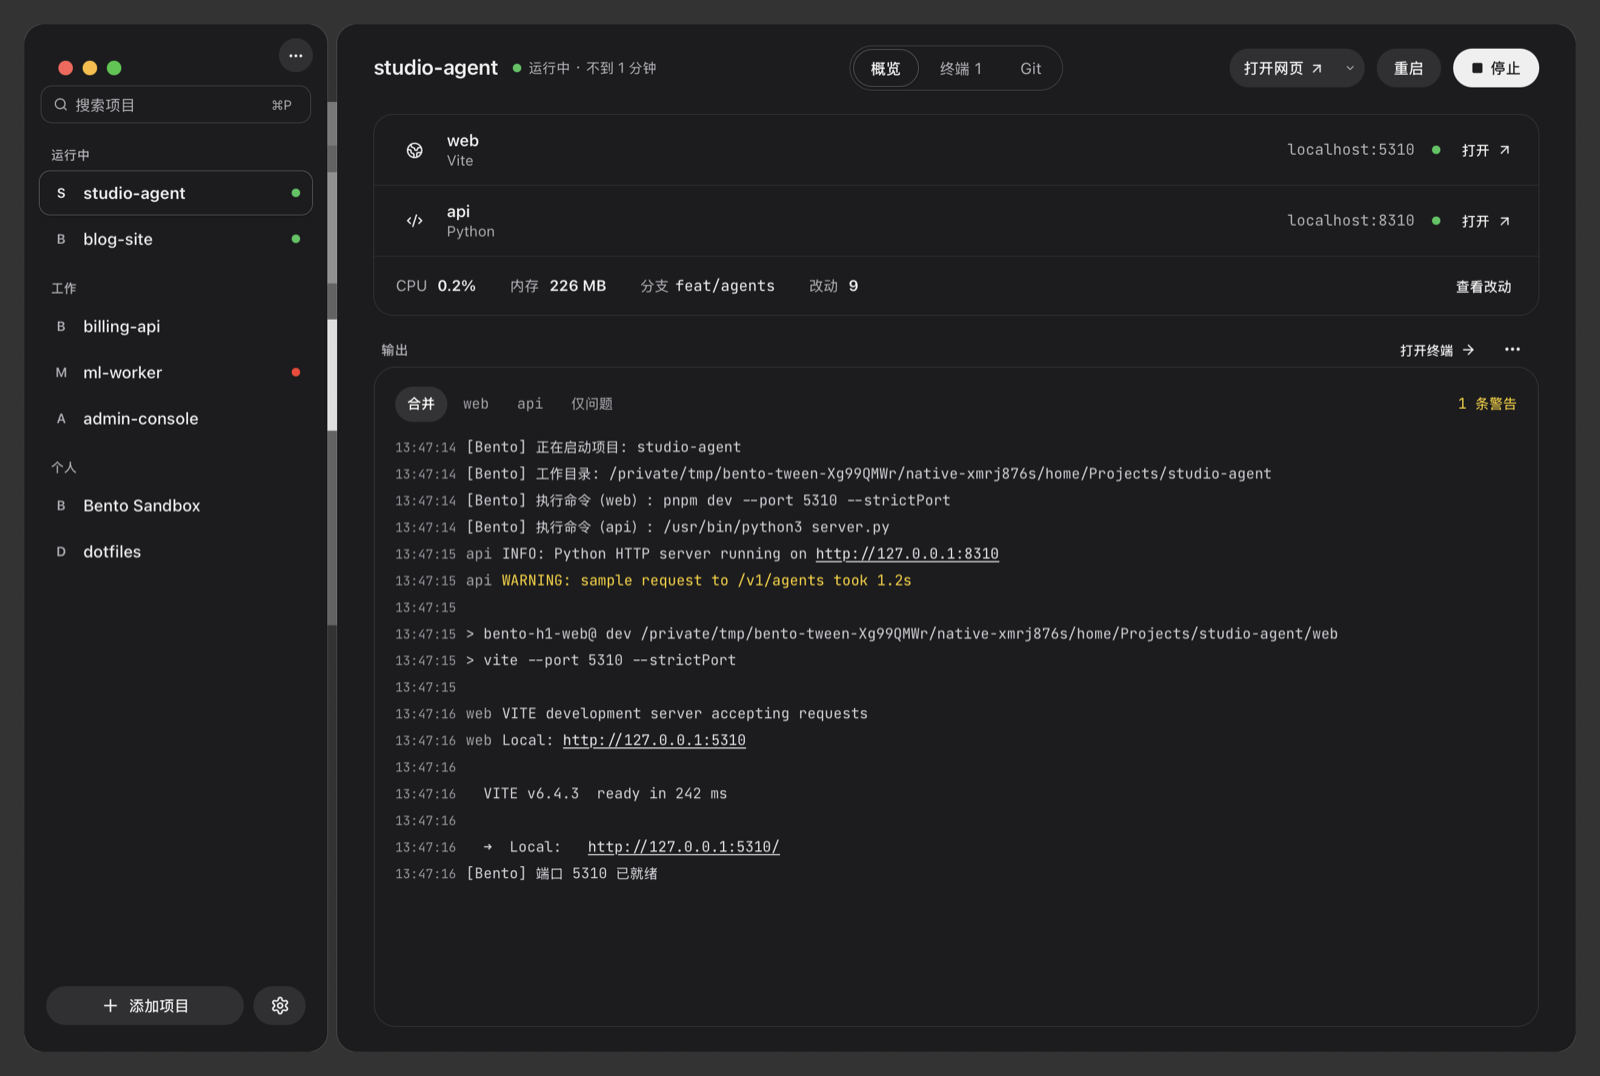 搜索项目 ⌘P
运行中
S studio-agent
B blog-site
工作
B billing-api
M ml-worker
A admin-console
个人
B Bento Sandbox
D dotfiles
添加项目
studio-agent 运行中 · 不到 1 分钟
概览 终端 1 Git
打开网页 重启 停止
web
Vite
localhost:5310 打开
api
Python
localhost:8310 打开
CPU 0.2% 内存 226 MB 分支 feat/agents 改动 9 查看改动
输出 打开终端 →
合并 web api 仅问题 1 条警告
13:47:14 [Bento] 正在启动项目: studio-agent
13:47:14 [Bento] 工作目录: /private/tmp/bento-tween-Xg99QMWr/native-xmrj876s/home/Projects/studio-agent
13:47:14 [Bento] 执行命令 (web) : pnpm dev --port 5310 --strictPort
13:47:14 [Bento] 执行命令 (api) : /usr/bin/python3 server.py
13:47:15 api INFO: Python HTTP server running on http://127.0.0.1:8310
13:47:15 api WARNING: sample request to /v1/agents took 1.2s
13:47:15
13:47:15 > bento-h1-web@ dev /private/tmp/bento-tween-Xg99QMWr/native-xmrj876s/home/Projects/studio-agent/web
13:47:15 > vite --port 5310 --strictPort
13:47:15
13:47:16 web VITE development server accepting requests
13:47:16 web Local: http://127.0.0.1:5310
13:47:16
13:47:16 VITE v6.4.3 ready in 242 ms
13:47:16
13:47:16 → Local: http://127.0.0.1:5310/
13:47:16 [Bento] 端口 5310 已就绪